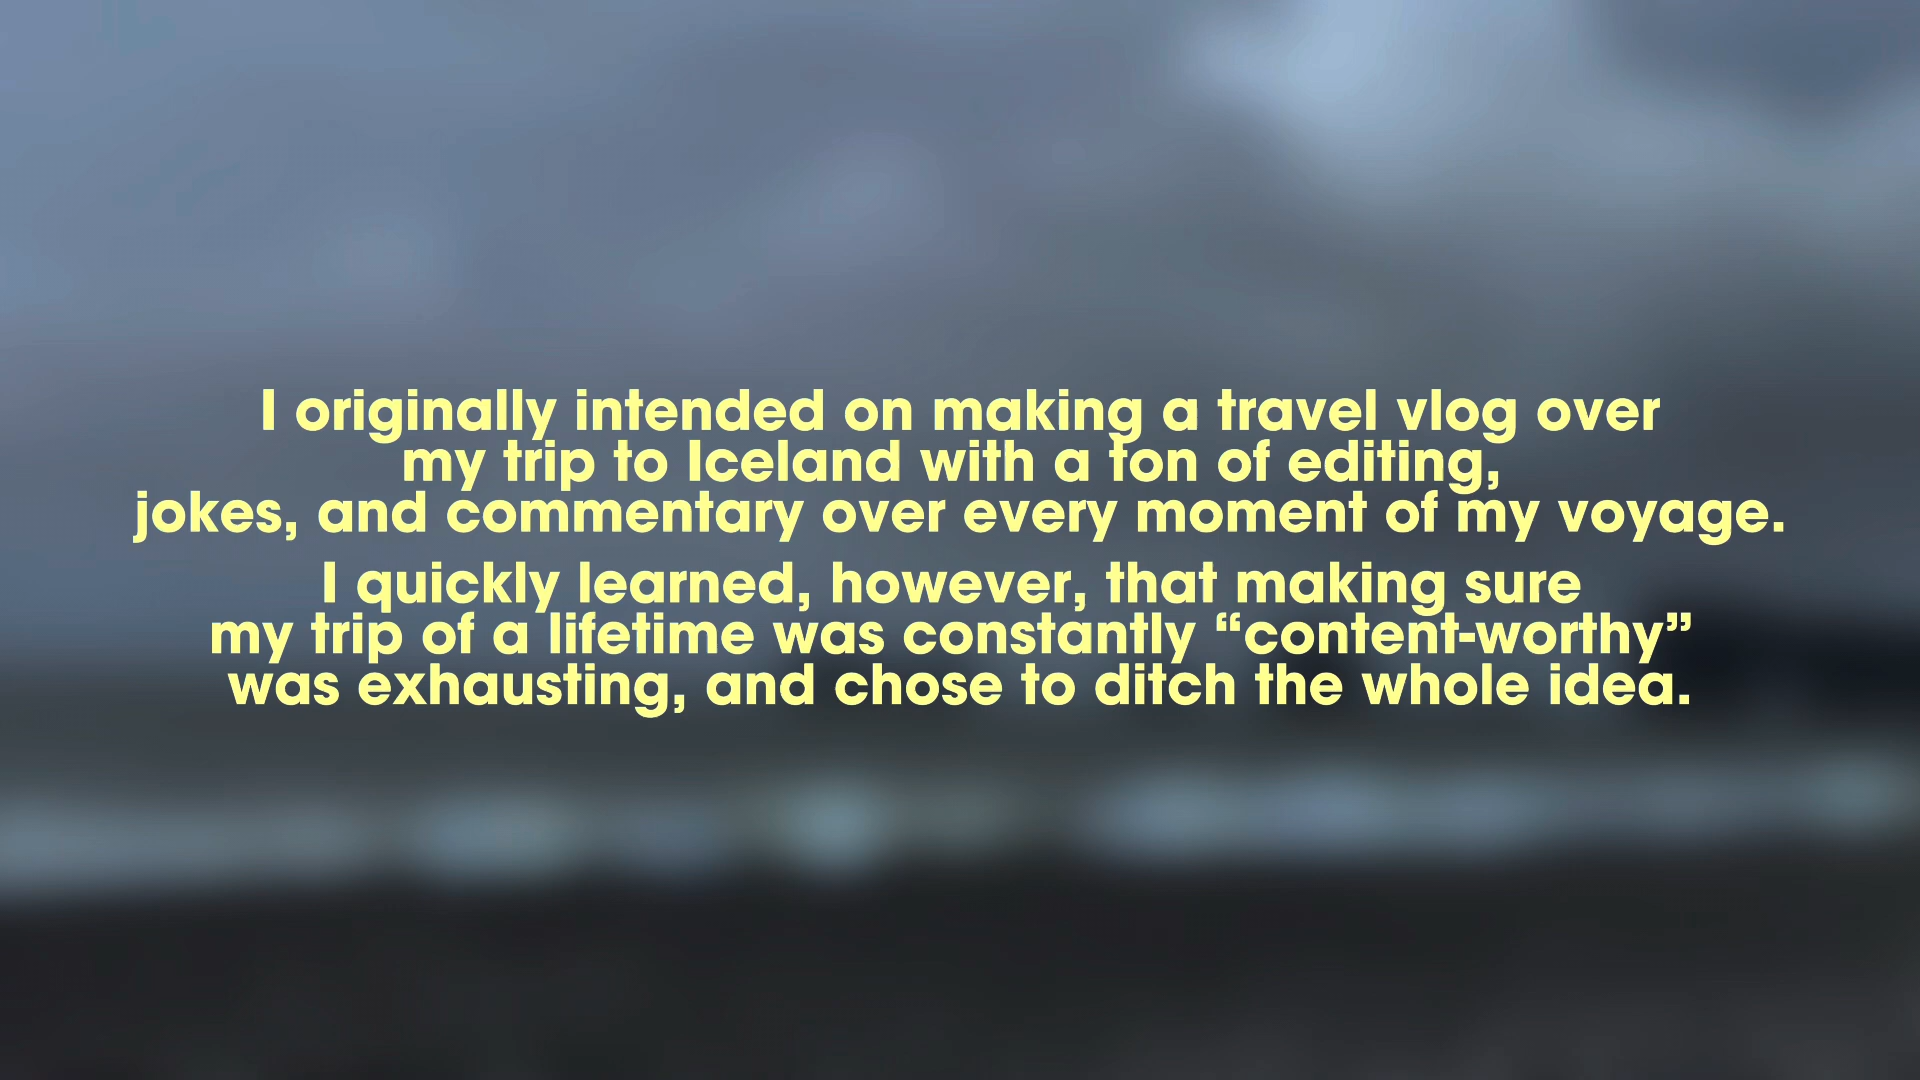 I originally intended on making a travel vlog over
my trip to Iceland with a ton of editing,
jokes, and commentary over every moment of my voyage.
I quickly learned, however, that making sure
my trip of a lifetime was constantly “content-worthy”
was exhausting, and chose to ditch the whole idea.